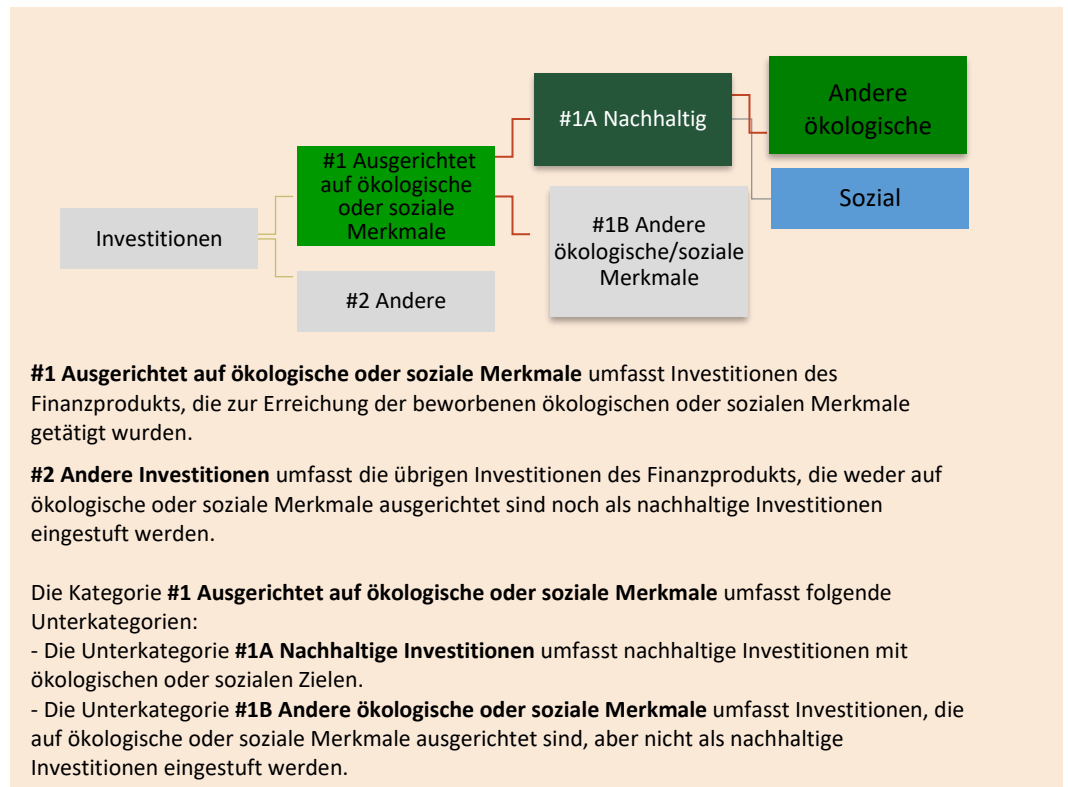 Investitionen
#1 Ausgerichtet
auf ökologische
oder soziale
Merkmale
#2 Andere
#1A Nachhaltig
#1B Andere
ökologische/soziale
Merkmale
Andere
ökologische
Sozial
#1 Ausgerichtet auf ökologische oder soziale Merkmale umfasst Investitionen des
Finanzprodukts, die zur Erreichung der beworbenen ökologischen oder sozialen Merkmale
getätigt wurden.
#2 Andere Investitionen umfasst die übrigen Investitionen des Finanzprodukts, die weder auf
ökologische oder soziale Merkmale ausgerichtet sind noch als nachhaltige Investitionen
eingestuft werden.
Die Kategorie #1 Ausgerichtet auf ökologische oder soziale Merkmale umfasst folgende
Unterkategorien:
- Die Unterkategorie #1A Nachhaltige Investitionen umfasst nachhaltige Investitionen mit
ökologischen oder sozialen Zielen.
- Die Unterkategorie #1B Andere ökologische oder soziale Merkmale umfasst Investitionen, die
auf ökologische oder soziale Merkmale ausgerichtet sind, aber nicht als nachhaltige
Investitionen eingestuft werden.